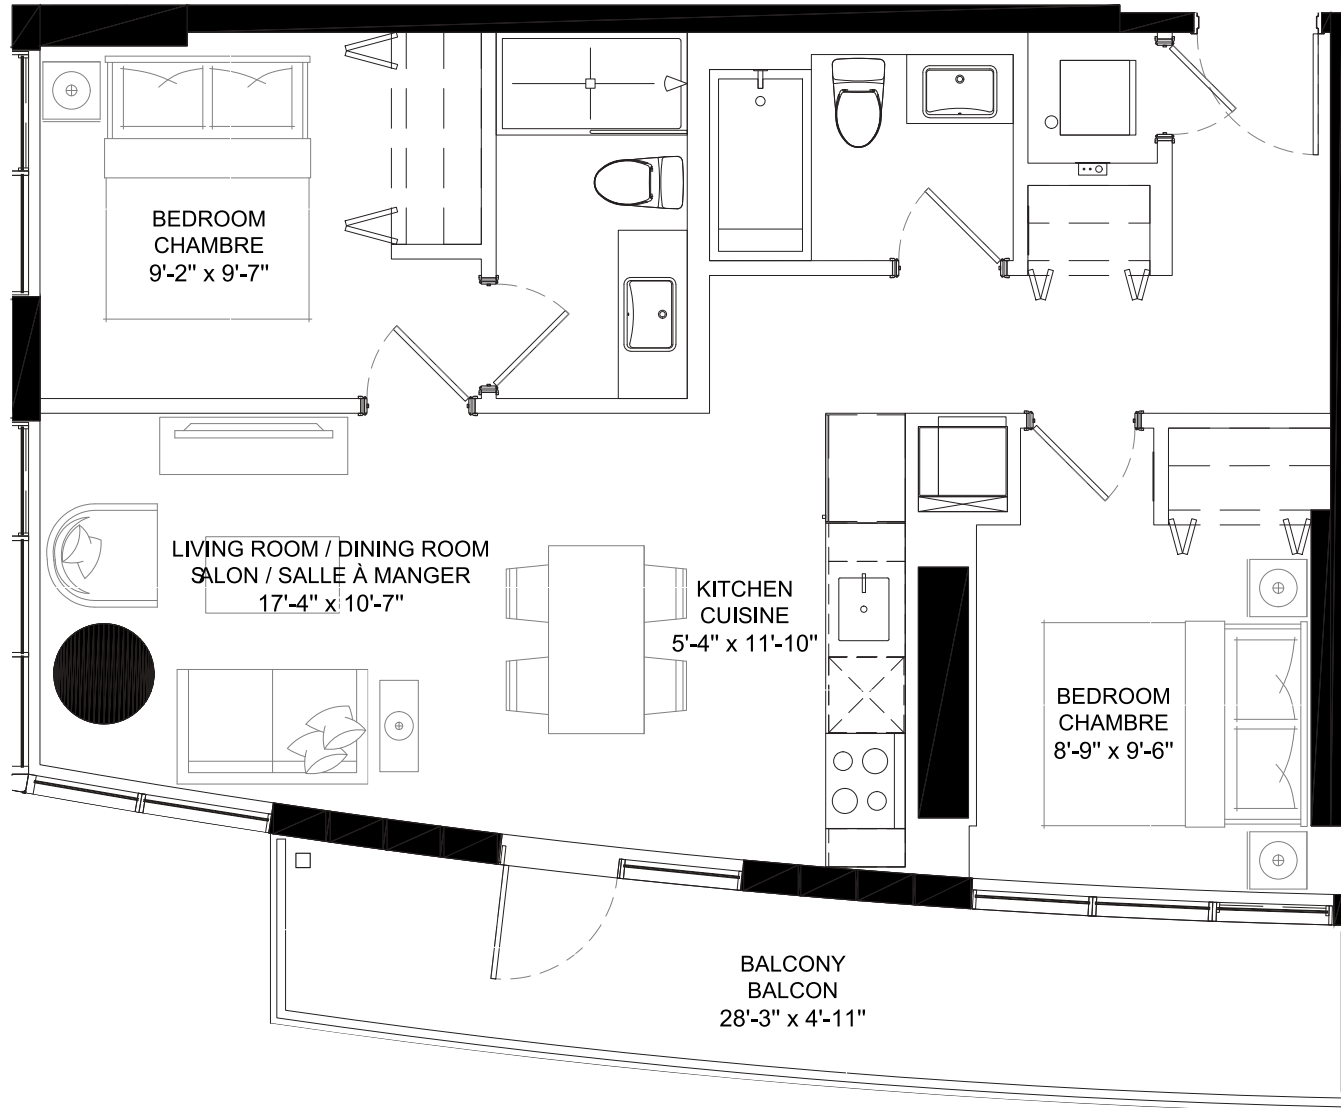 BEDROOM
CHAMBRE
9'-2" x 9'-7"
LIVING ROOM / DINING ROOM
SALON / SALLE À MANGER
17'-4" x 10'-7"
KITCHEN
CUISINE
5'-4" x 11'-10"
BEDROOM
CHAMBRE
8'-9" x 9'-6"
BALCONY
BALCON
28'-3" x 4'-11"